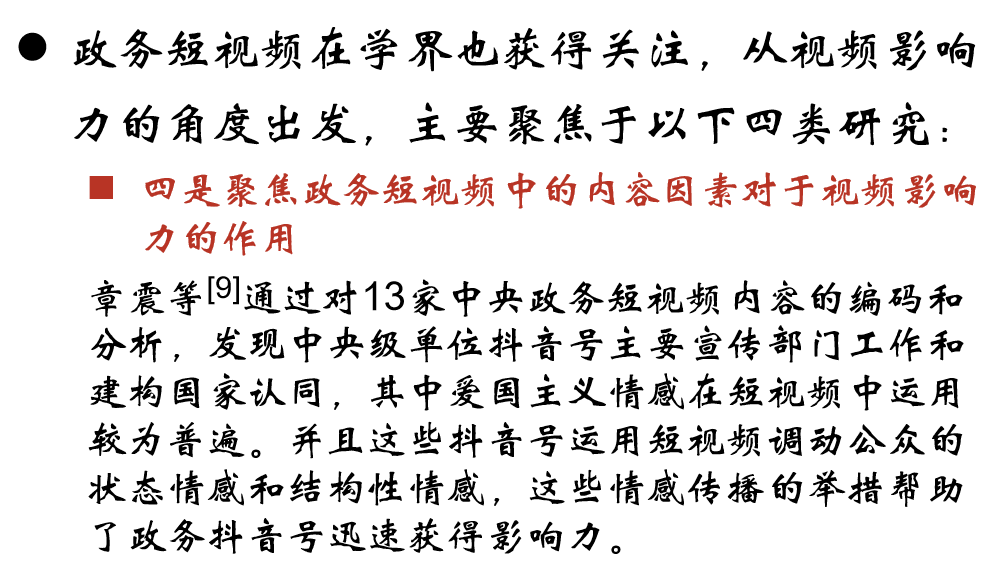 ● 政务短视频在学界也获得关注，从视频影响
力的角度出发，主要聚焦于以下四类研究：
■ 四是聚焦政务短视频中的内容因素对于视频影响
力的作用
章震等[9]通过对13家中央政务短视频内容的编码和
分析，发现中央级单位抖音号主要宣传部门工作和
建构国家认同，其中爱国主义情感在短视频中运用
较为普遍。并且这些抖音号运用短视频调动公众的
状态情感和结构性情感，这些情感传播的举措帮助
了政务抖音号迅速获得影响力。